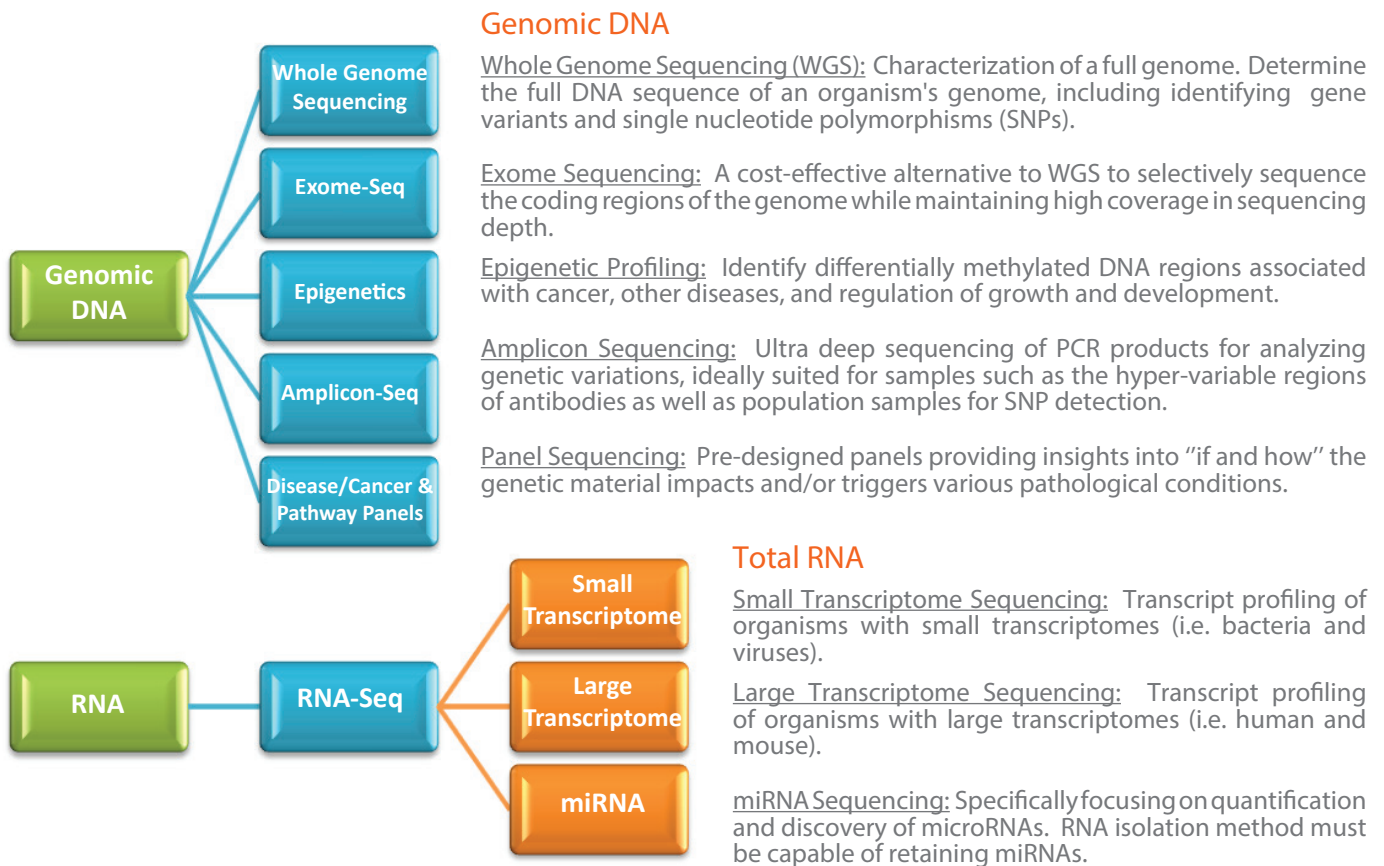 Whole Genome
Sequencing
Exome-Seq
Genomic
DNA
Epigenetics
Amplicon-Seq
Disease/Cancer &
Pathway Panels
Genomic DNA
Whole Genome Sequencing (WGS): Characterization of a full genome. Determine
the full DNA sequence of an organism's genome, including identifying gene
variants and single nucleotide polymorphisms (SNPs).
Exome Sequencing: A cost-effective alternative to WGS to selectively sequence
the coding regions of the genome while maintaining high coverage in sequencing
depth.
Epigenetic Profiling: Identify differentially methylated DNA regions associated
with cancer, other diseases, and regulation of growth and development.
Amplicon Sequencing: Ultra deep sequencing of PCR products for analyzing
genetic variations, ideally suited for samples such as the hyper-variable regions
of antibodies as well as population samples for SNP detection.
Panel Sequencing: Pre-designed panels providing insights into "if and how" the
genetic material impacts and/or triggers various pathological conditions.
RNA
RNA-Seq
Small
Transcriptome
Large
Transcriptome
miRNA
Total RNA
Small Transcriptome Sequencing: Transcript profiling of
organisms with small transcriptomes (i.e. bacteria and
viruses).
Large Transcriptome Sequencing: Transcript profiling
of organisms with large transcriptomes (i.e. human and
mouse).
miRNA Sequencing: Specifically focusing on quantification
and discovery of microRNAs. RNA isolation method must
be capable of retaining miRNAs.